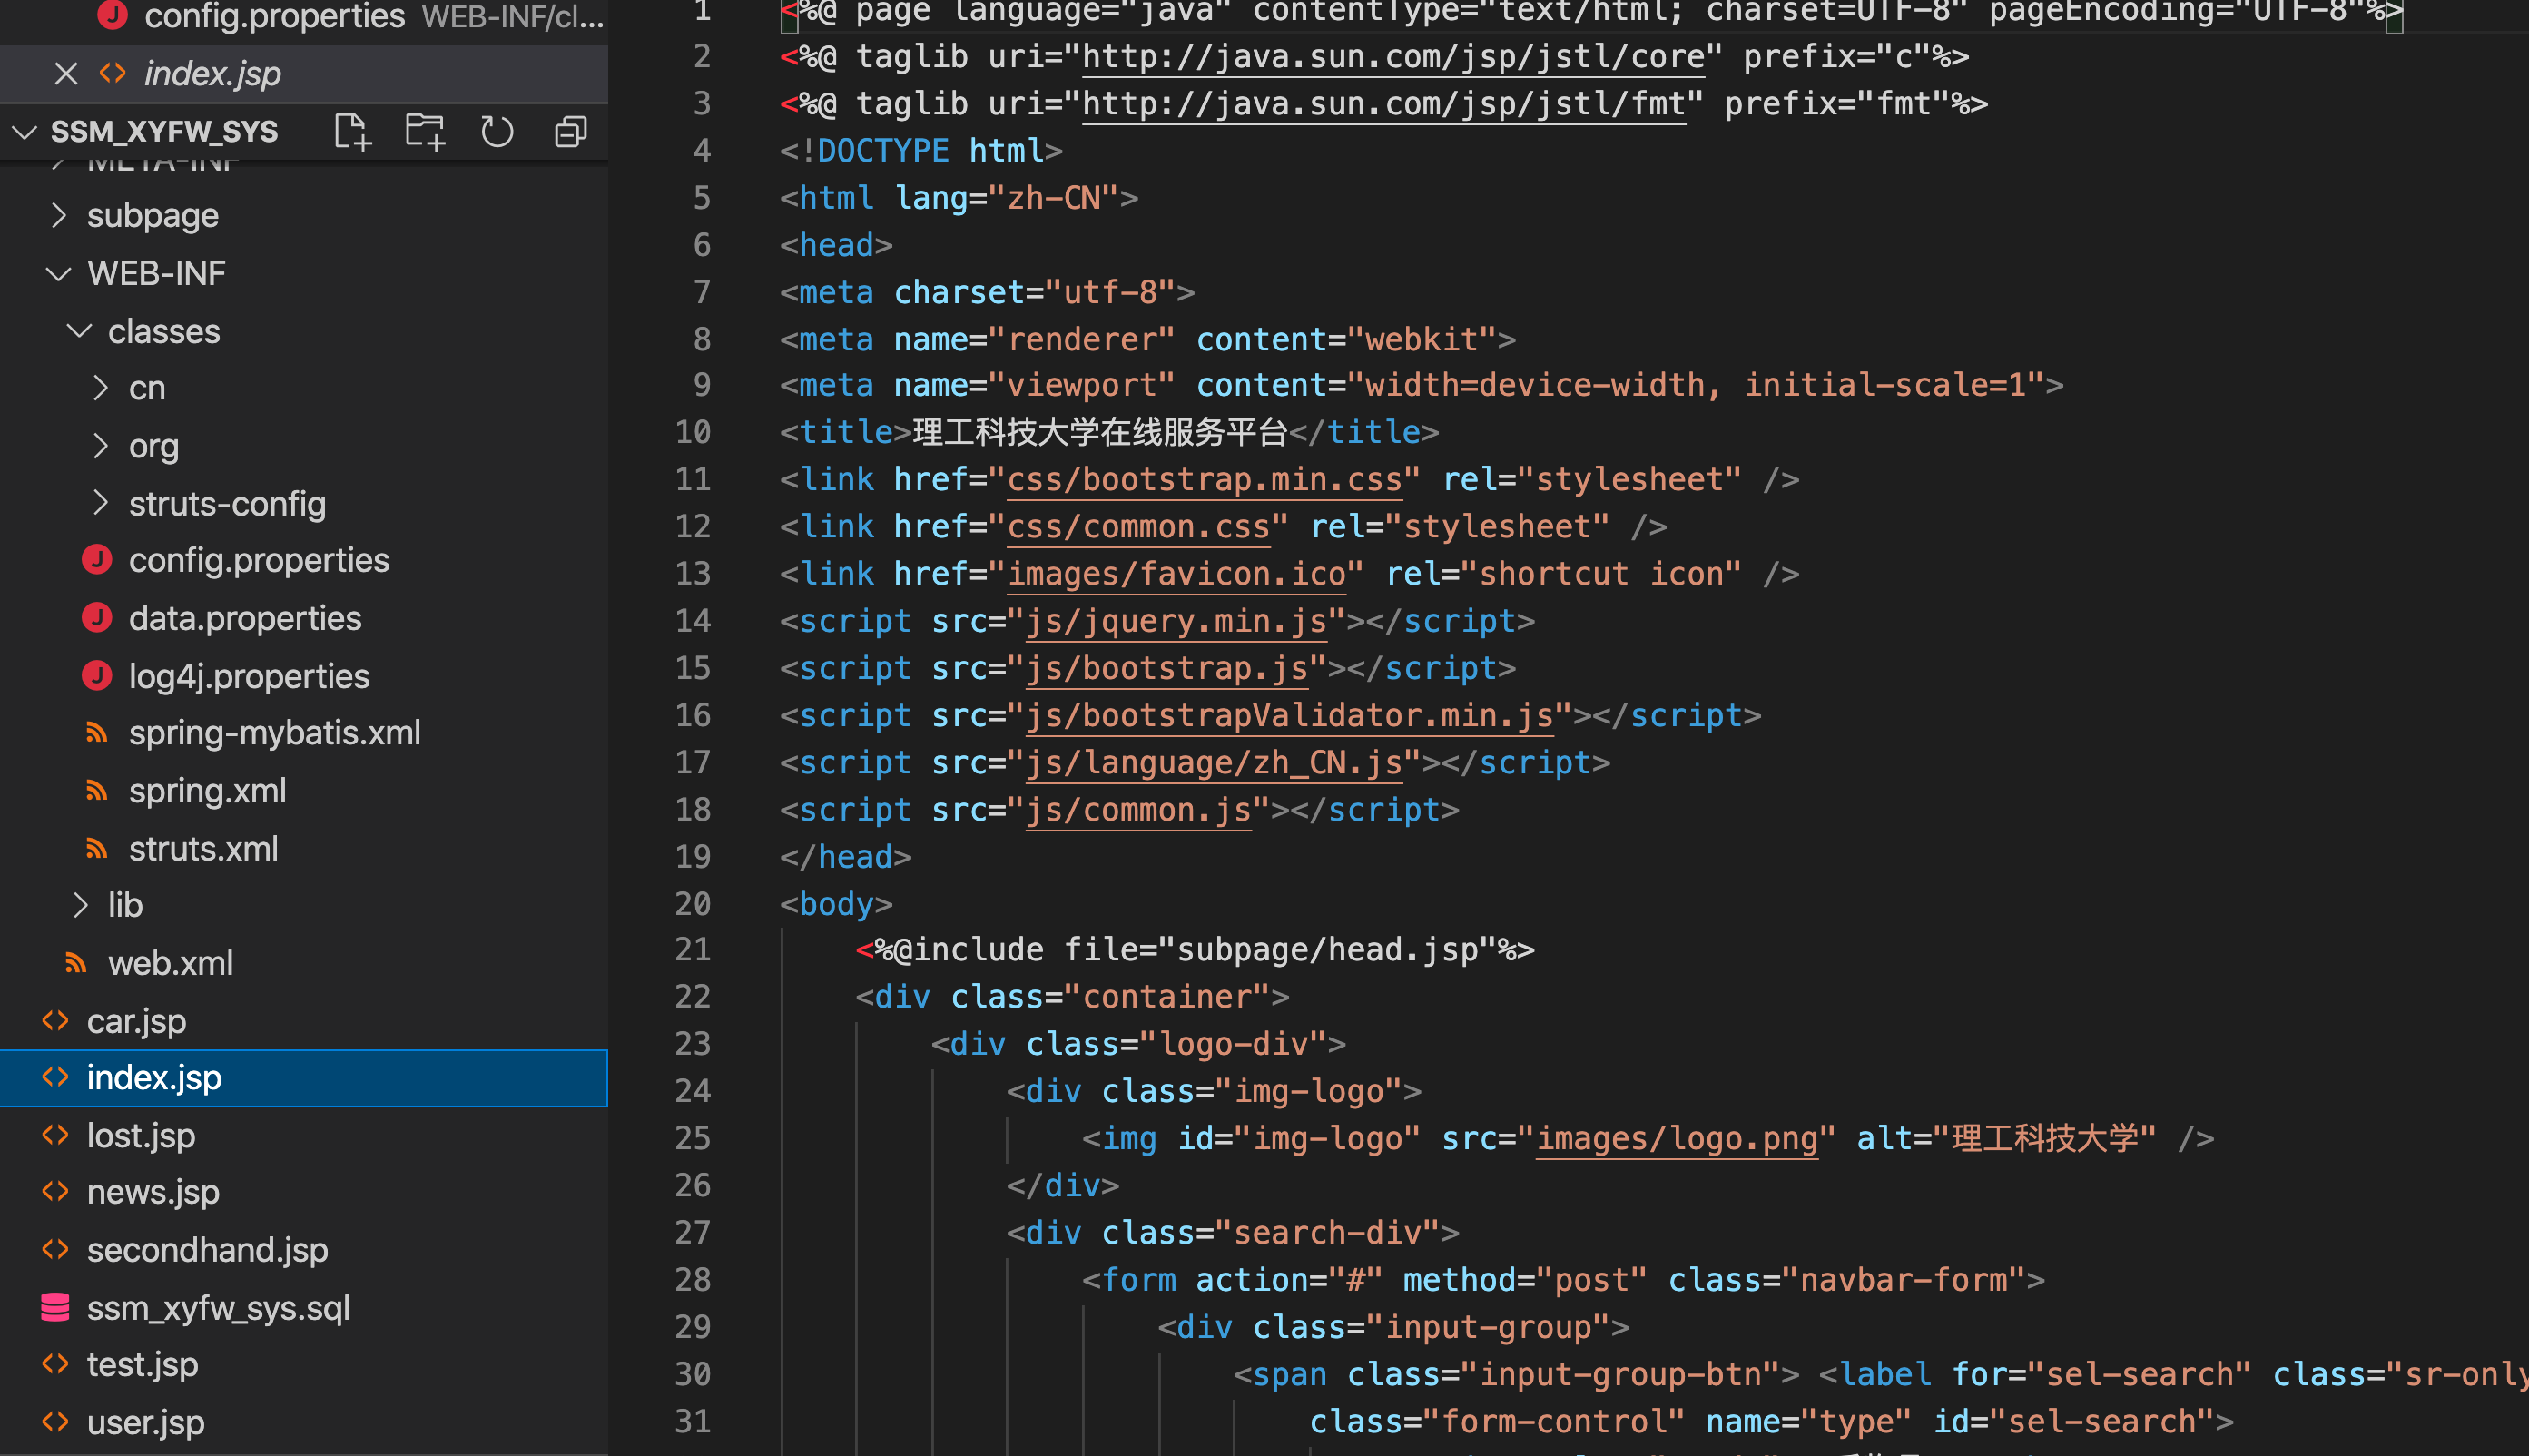 config.properties WEB-INF/cl...
index.jsp
SSM_XYFW_SYS
META-INF
subpage
WEB-INF
classes
cn
org
struts-config
config.properties
data.properties
log4j.properties
spring-mybatis.xml
spring.xml
struts.xml
lib
web.xml
car.jsp
index.jsp
lost.jsp
news.jsp
secondhand.jsp
ssm_xyfw_sys.sql
test.jsp
user.jsp
1 <%@ page language="java" contentType="text/html; charset=UTF-8" pageEncoding="UTF-8"%>
2 <%@ taglib uri="http://java.sun.com/jsp/jstl/core" prefix="c"%>
3 <%@ taglib uri="http://java.sun.com/jsp/jstl/fmt" prefix="fmt"%>
4 <!DOCTYPE html>
5 <html lang="zh-CN">
6 <head>
7 <meta charset="utf-8">
8 <meta name="renderer" content="webkit">
9 <meta name="viewport" content="width=device-width, initial-scale=1">
10 <title>理工科技大学在线服务平台</title>
11 <link href="css/bootstrap.min.css" rel="stylesheet" />
12 <link href="css/common.css" rel="stylesheet" />
13 <link href="images/favicon.ico" rel="shortcut icon" />
14 <script src="js/jquery.min.js"></script>
15 <script src="js/bootstrap.js"></script>
16 <script src="js/bootstrapValidator.min.js"></script>
17 <script src="js/language/zh_CN.js"></script>
18 <script src="js/common.js"></script>
19 </head>
20 <body>
21 <%@include file="subpage/head.jsp"%>
22 <div class="container">
23 <div class="logo-div">
24 <div class="img-logo">
25 <img id="img-logo" src="images/logo.png" alt="理工科技大学" />
26 </div>
27 <div class="search-div">
28 <form action="#" method="post" class="navbar-form">
29 <div class="input-group">
30 <span class="input-group-btn"> <label for="sel-search" class="sr-only
31 class="form-control" name="type" id="sel-search">